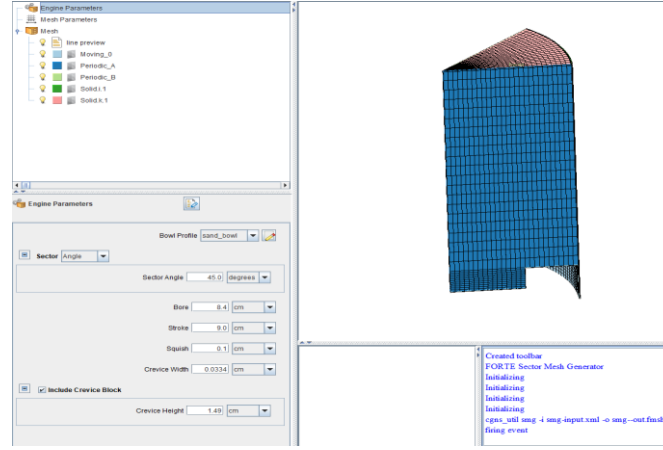 Engine Parameters
Mesh Parameters
Mesh
line preview
Moving_0
Periodic_A
Periodic_B
Solid.i.1
Solid.k.1
Engine Parameters
Bowl Profile sand_bowl
Sector Angle
Sector Angle 45.0 degrees
Bore 8.4 cm
Stroke 9.0 cm
Squish 0.1 cm
Crevice Width 0.0334 cm
Include Crevice Block
Crevice Height 1.49 cm
Created toolbar
FORTE Sector Mesh Generator
Initializing
Initializing
Initializing
Initializing
cgns_util smg -i smg-input.xml -o smg--out.fmsh
firing event